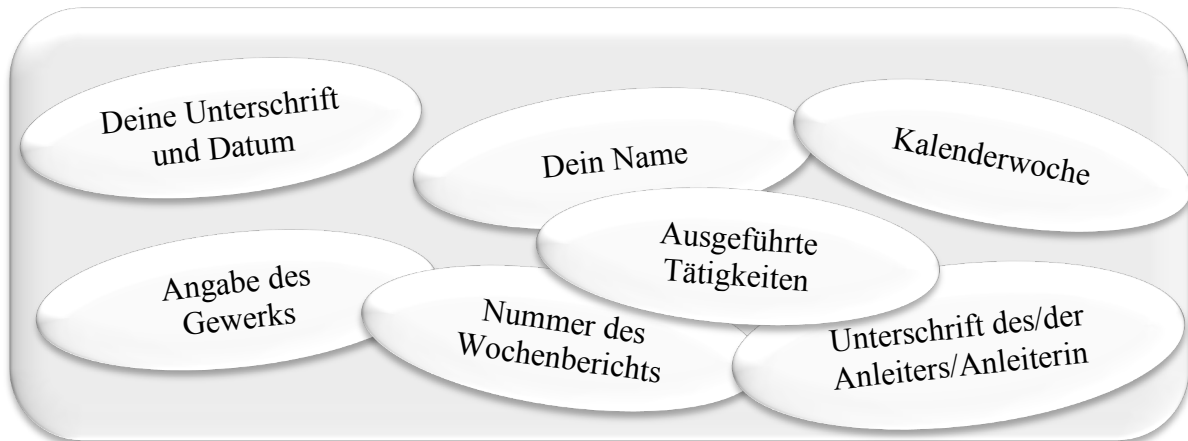 Deine Unterschrift
und Datum
Dein Name
Kalenderwoche
Ausgeführte
Tätigkeiten
Angabe des
Gewerks
Nummer des
Wochenberichts
Unterschrift des/der
Anleiters/Anleiterin